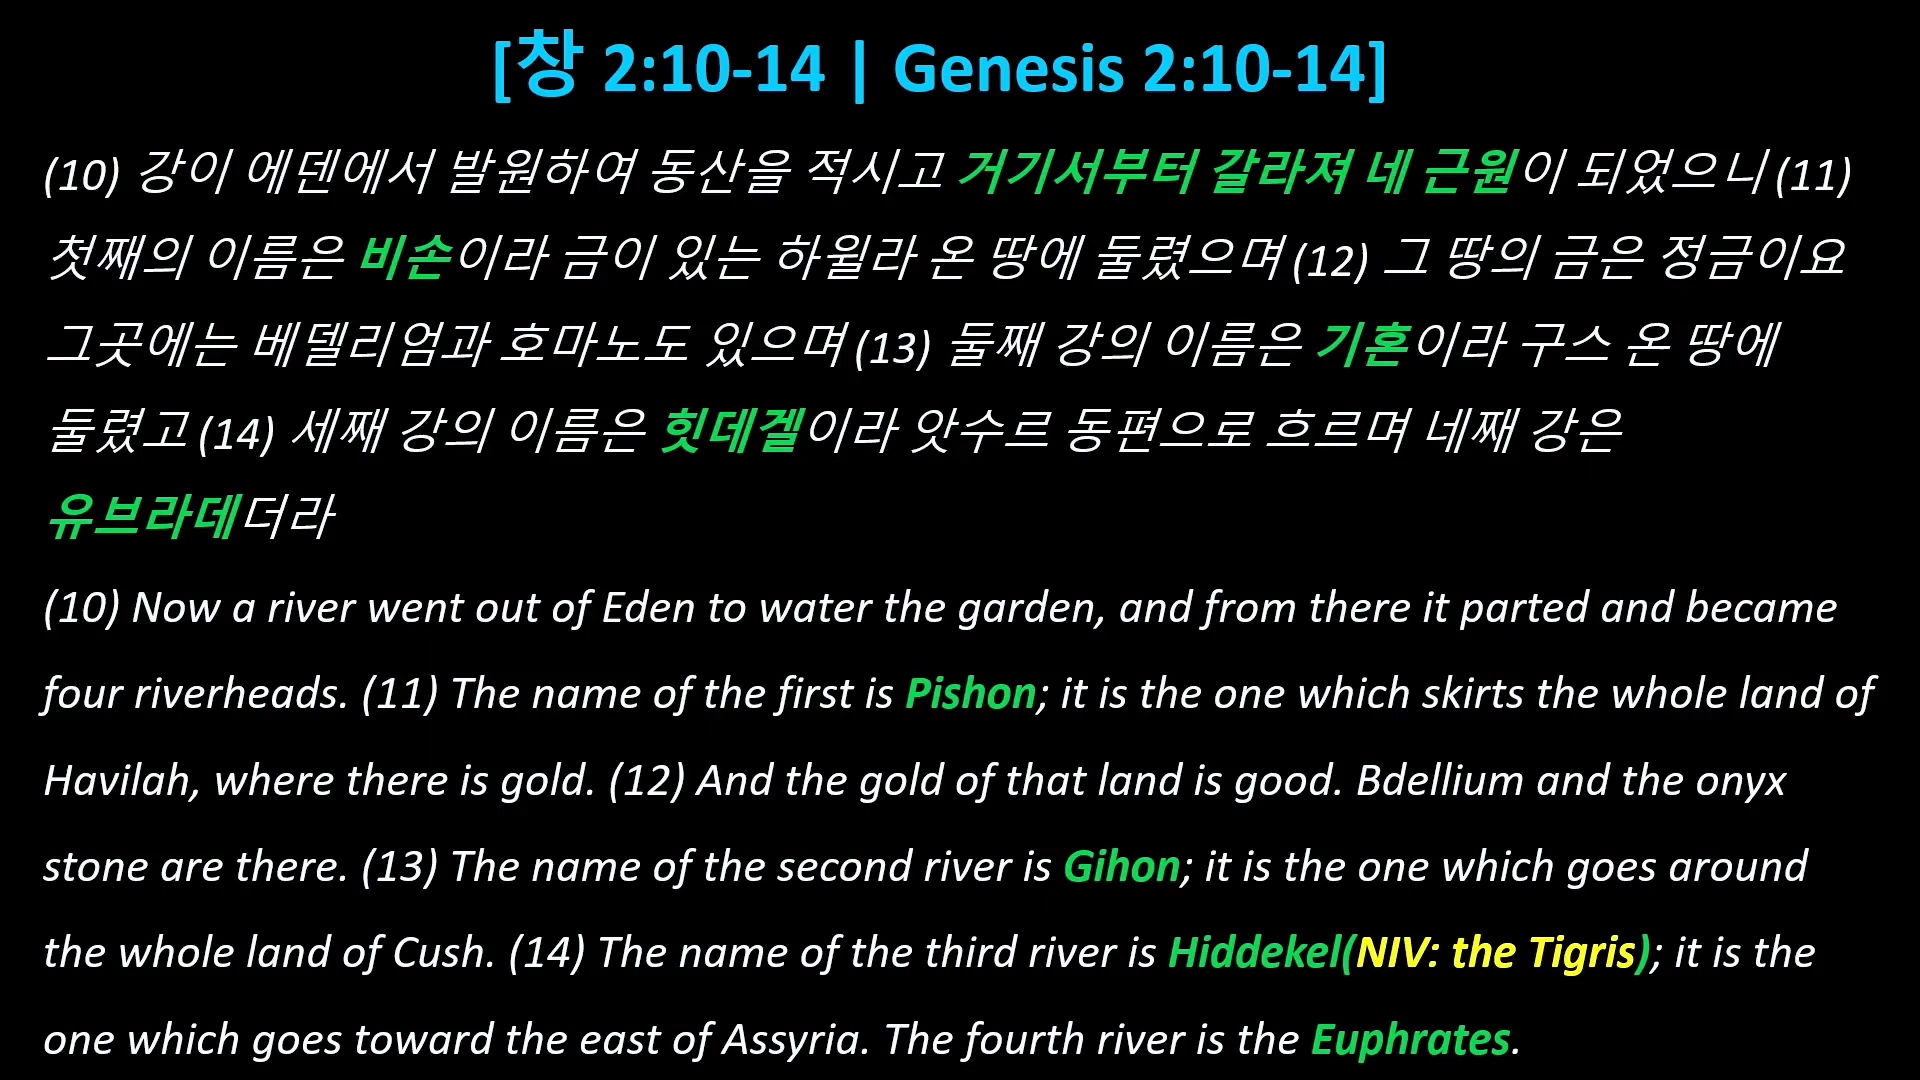 [창 2:10-14 | Genesis 2:10-14]
(10) 강이 에덴에서 발원하여 동산을 적시고 거기서부터 갈라져 네 근원이 되었으니 (11)
첫째의 이름은 비손이라 금이 있는 하윌라 온 땅에 둘렸으며 (12) 그 땅의 금은 정금이요
그곳에는 베델리엄과 호마노도 있으며 (13) 둘째 강의 이름은 기혼이라 구스 온 땅에
둘렸고 (14) 세째 강의 이름은 힛데겔이라 앗수르 동편으로 흐르며 네째 강은
유브라데더라
(10) Now a river went out of Eden to water the garden, and from there it parted and became
four riverheads. (11) The name of the first is Pishon; it is the one which skirts the whole land of
Havilah, where there is gold. (12) And the gold of that land is good. Bdellium and the onyx
stone are there. (13) The name of the second river is Gihon; it is the one which goes around
the whole land of Cush. (14) The name of the third river is Hiddekel(NIV: the Tigris); it is the
one which goes toward the east of Assyria. The fourth river is the Euphrates.